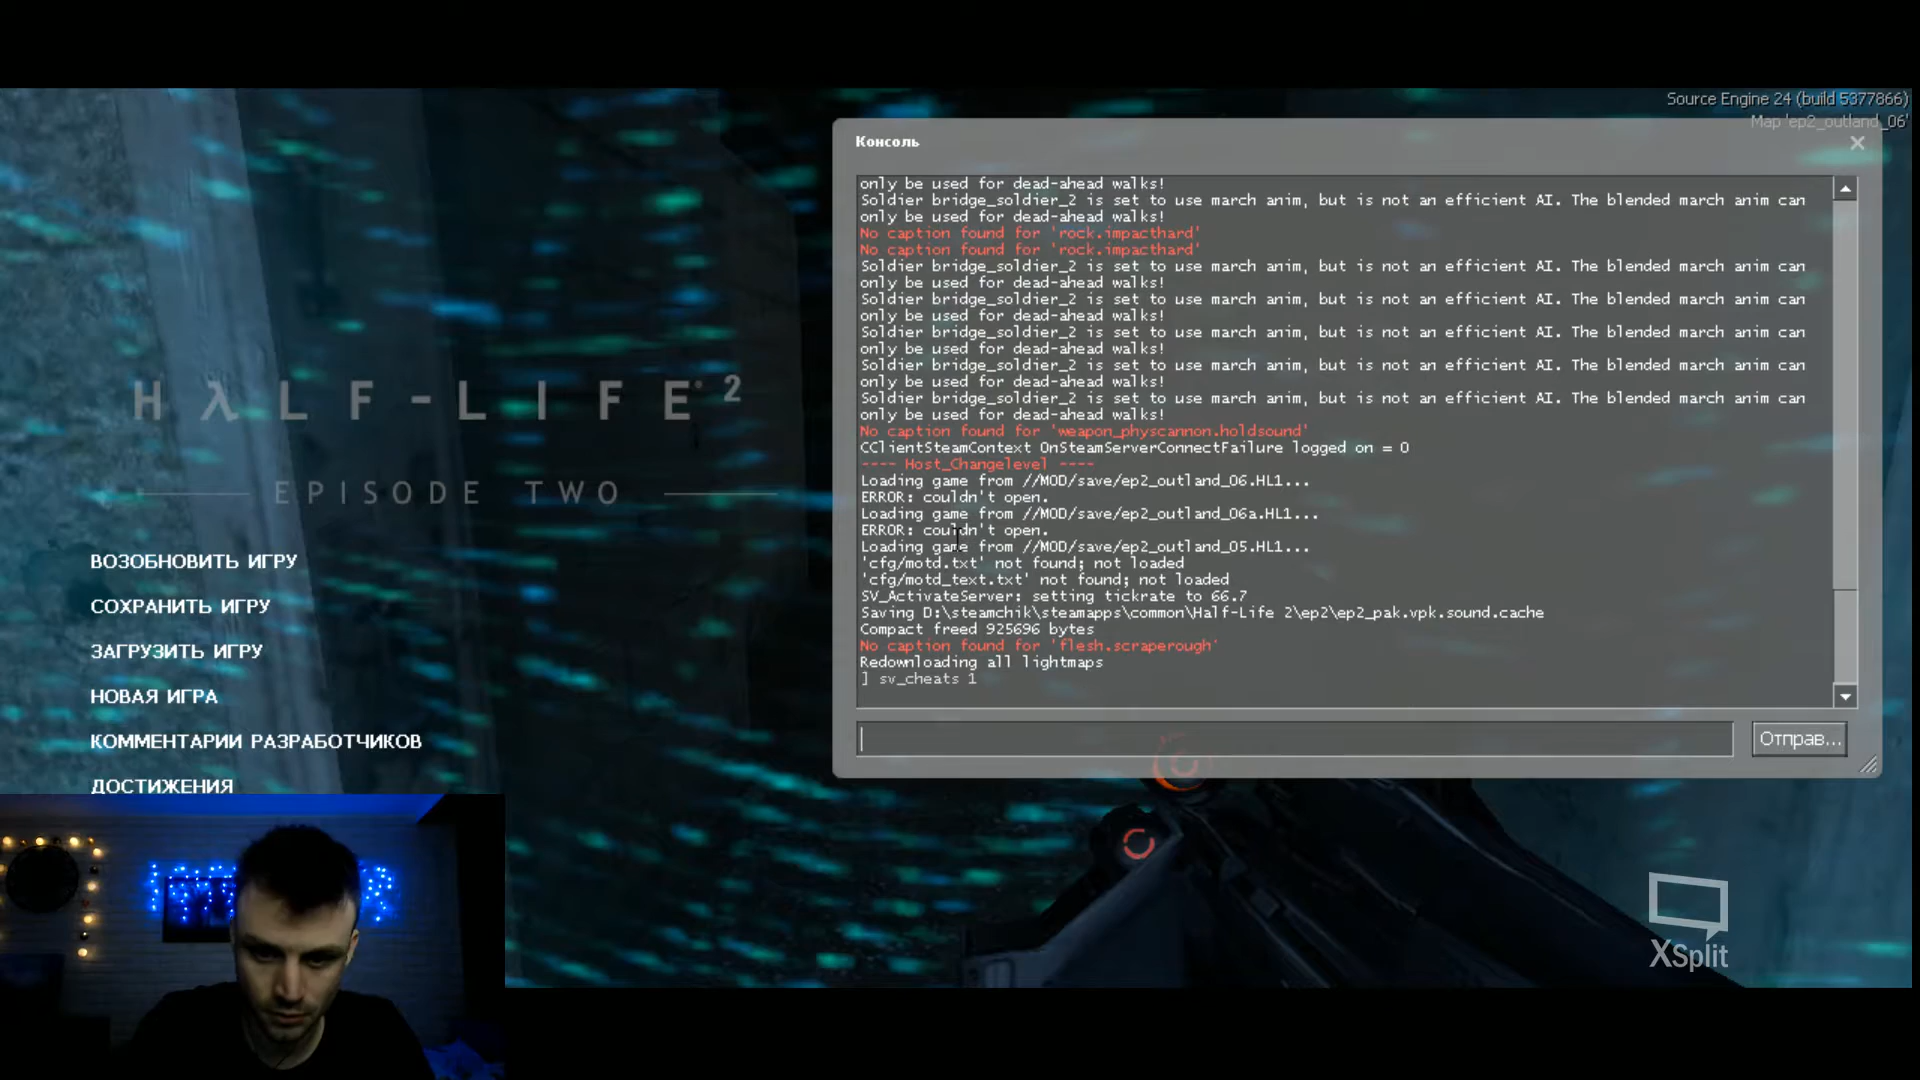 Source Engine 24 (build 5377866)
Map 'ep2_outland_06'
Консоль
only be used for dead-ahead walks!
Soldier bridge_soldier_2 is set to use march anim, but is not an efficient AI. The blended march anim can
only be used for dead-ahead walks!
No caption found for 'rock.impacthard'
No caption found for 'rock.impacthard'
Soldier bridge_soldier_2 is set to use march anim, but is not an efficient AI. The blended march anim can
only be used for dead-ahead walks!
Soldier bridge_soldier_2 is set to use march anim, but is not an efficient AI. The blended march anim can
only be used for dead-ahead walks!
Soldier bridge_soldier_2 is set to use march anim, but is not an efficient AI. The blended march anim can
only be used for dead-ahead walks!
Soldier bridge_soldier_2 is set to use march anim, but is not an efficient AI. The blended march anim can
only be used for dead-ahead walks!
Soldier bridge_soldier_2 is set to use march anim, but is not an efficient AI. The blended march anim can
only be used for dead-ahead walks!
No caption found for 'weapon_physcannon.holdsound'
CClientSteamContext OnSteamServerConnectFailure logged on = 0
---- Host_Changelevel ----
Loading game from //MOD/save/ep2_outland_06.HL1...
ERROR: couldn't open.
Loading game from //MOD/save/ep2_outland_06a.HL1...
ERROR: couldn't open.
Loading game from //MOD/save/ep2_outland_05.HL1...
'cfg/motd.txt' not found; not loaded
'cfg/motd_text.txt' not found; not loaded
SV_ActivateServer: setting tickrate to 66.7
Saving D:\steamchik\steamapps\common\Half-Life 2\ep2\ep2_pak.vpk.sound.cache
Compact freed 925696 bytes
No caption found for 'flesh.scraperough'
Redownloading all lightmaps
] sv_cheats 1
Отправ...
HλLF-LIFE 2
EPISODE TWO
ВОЗОБНОВИТЬ ИГРУ
СОХРАНИТЬ ИГРУ
ЗАГРУЗИТЬ ИГРУ
НОВАЯ ИГРА
КОММЕНТАРИИ РАЗРАБОТЧИКОВ
ДОСТИЖЕНИЯ
XSplit